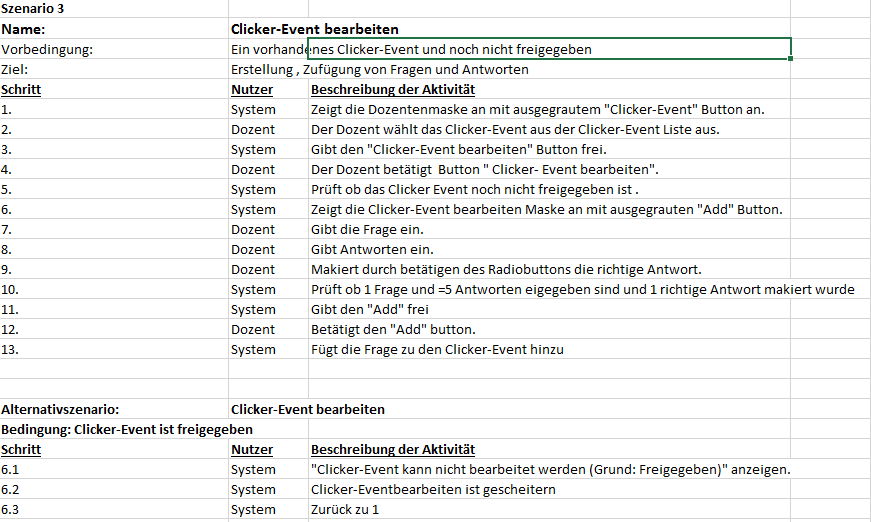 Szenario 3
Name: Clicker-Event bearbeiten
Vorbedingung: Ein vorhandenes Clicker-Event und noch nicht freigegeben
Ziel: Erstellung , Zufügung von Fragen und Antworten
Schritt Nutzer Beschreibung der Aktivität
1. System Zeigt die Dozentenmaske an mit ausgegrautem "Clicker-Event" Button an.
2. Dozent Der Dozent wählt das Clicker-Event aus der Clicker-Event Liste aus.
3. System Gibt den "Clicker-Event bearbeiten" Button frei.
4. Dozent Der Dozent betätigt Button " Clicker- Event bearbeiten".
5. System Prüft ob das Clicker Event noch nicht freigegeben ist .
6. System Zeigt die Clicker-Event bearbeiten Maske an mit ausgegrauten "Add" Button.
7. Dozent Gibt die Frage ein.
8. Dozent Gibt Antworten ein.
9. Dozent Makiert durch betätigen des Radiobuttons die richtige Antwort.
10. System Prüft ob 1 Frage und =5 Antworten eigegeben sind und 1 richtige Antwort makiert wurde
11. System Gibt den "Add" frei
12. Dozent Betätigt den "Add" button.
13. System Fügt die Frage zu den Clicker-Event hinzu
Alternativszenario: Clicker-Event bearbeiten
Bedingung: Clicker-Event ist freigegeben
Schritt Nutzer Beschreibung der Aktivität
6.1 System "Clicker-Event kann nicht bearbeitet werden (Grund: Freigegeben)" anzeigen.
6.2 System Clicker-Eventbearbeiten ist gescheitern
6.3 System Zurück zu 1